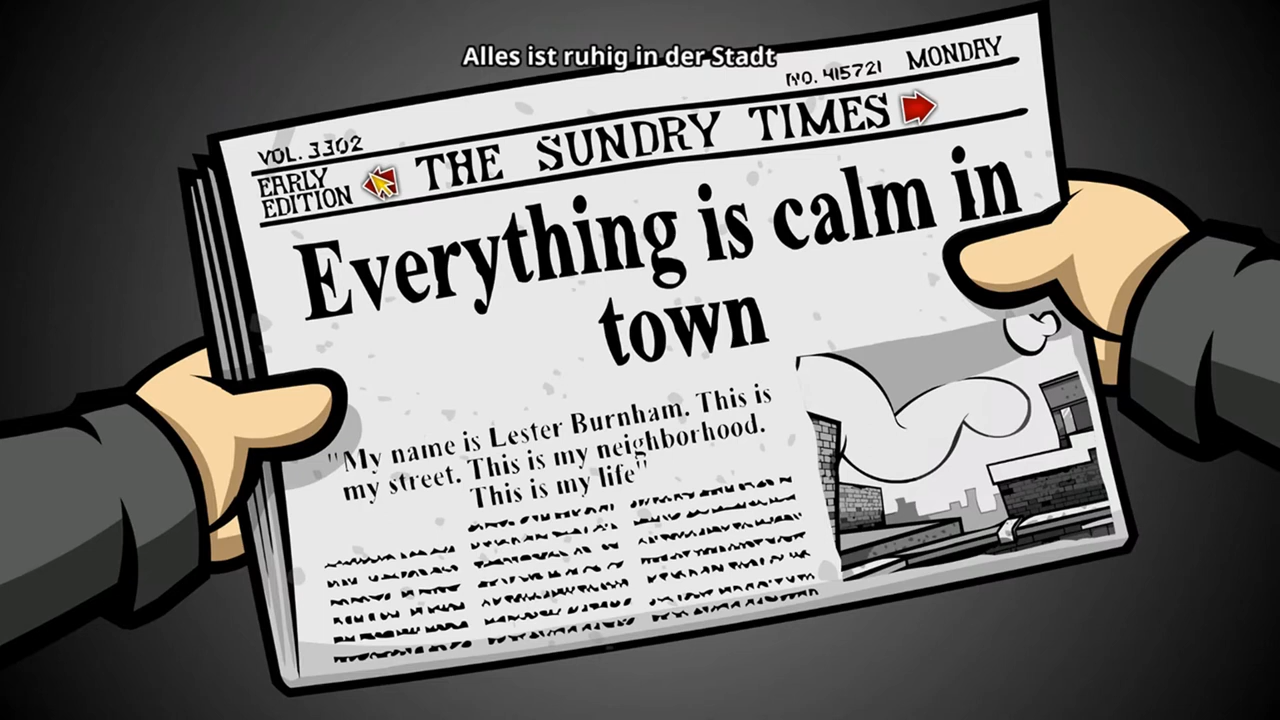 Alles ist ruhig in der Stadt
NO. 415721 MONDAY
VOL. 3302
EARLY
EDITION
THE SUNDRY TIMES
Everything is calm in
town
"My name is Lester Burnham. This is
my street. This is my neighborhood.
This is my life"